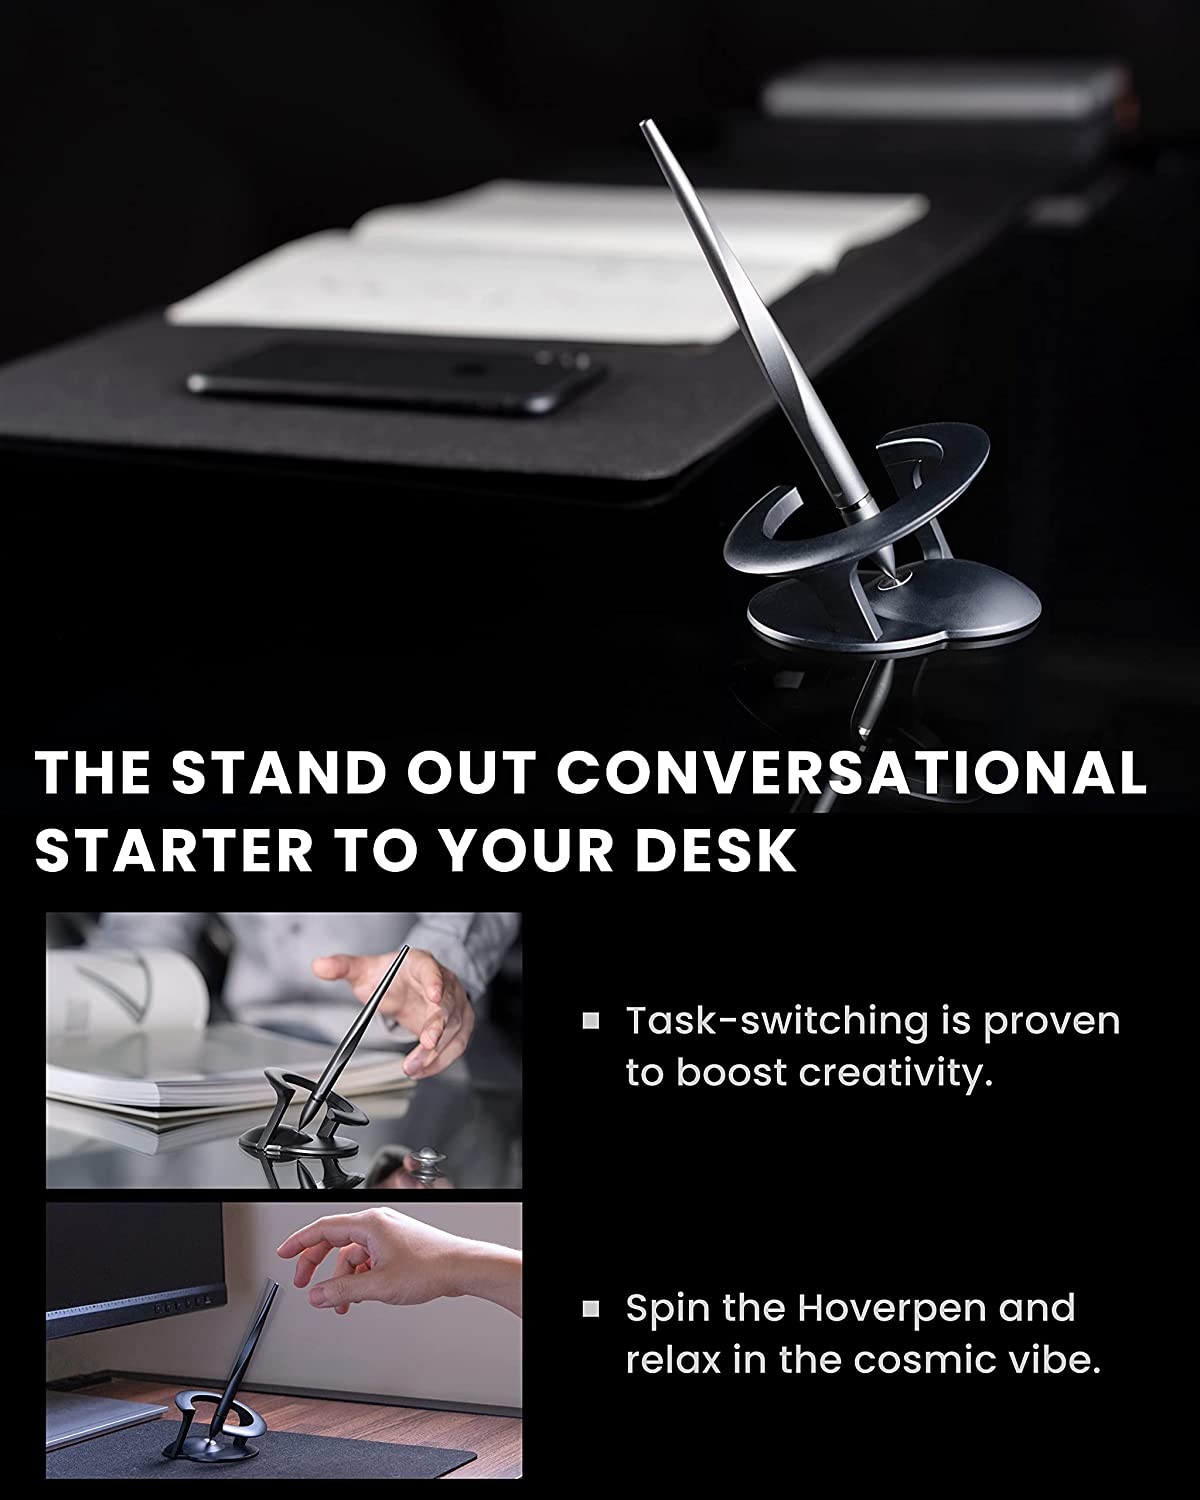 THE STAND OUT CONVERSATIONAL
STARTER TO YOUR DESK
Task-switching is proven
to boost creativity.
Spin the Hoverpen and
relax in the cosmic vibe.